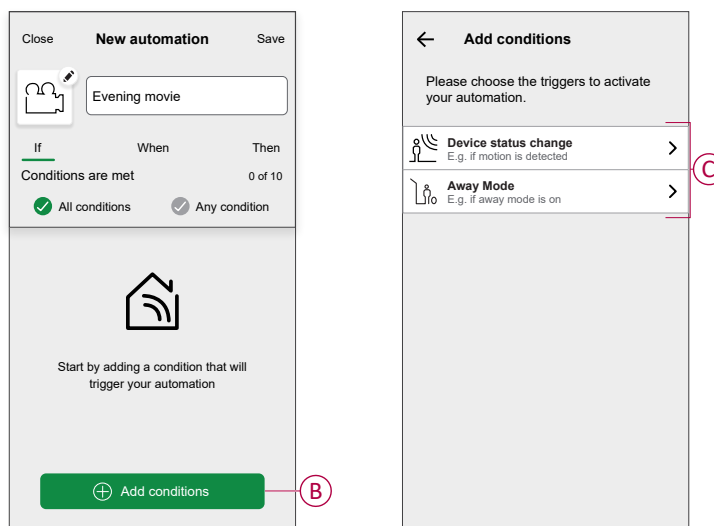 Close New automation Save
Evening movie
If When Then
Conditions are met 0 of 10
All conditions Any condition
Start by adding a condition that will
trigger your automation
Add conditions
B
Add conditions
Please choose the triggers to activate
your automation.
Device status change
E.g. if motion is detected
Away Mode
E.g. if away mode is on
C